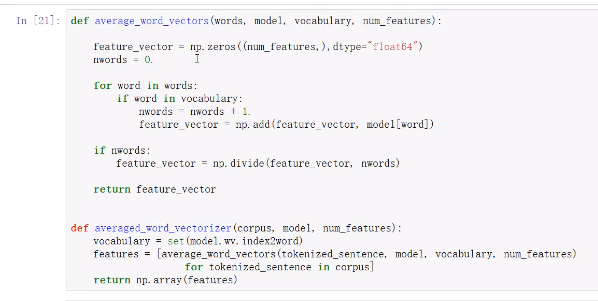 In [21]: def average_word_vectors(words, model, vocabulary, num_features):
feature_vector = np.zeros((num_features,),dtype="float64")
nwords = 0.
for word in words:
if word in vocabulary:
nwords = nwords + 1.
feature_vector = np.add(feature_vector, model[word])
if nwords:
feature_vector = np.divide(feature_vector, nwords)
return feature_vector
def averaged_word_vectorizer(corpus, model, num_features):
vocabulary = set(model.wv.index2word)
features = [average_word_vectors(tokenized_sentence, model, vocabulary, num_features)
for tokenized_sentence in corpus]
return np.array(features)